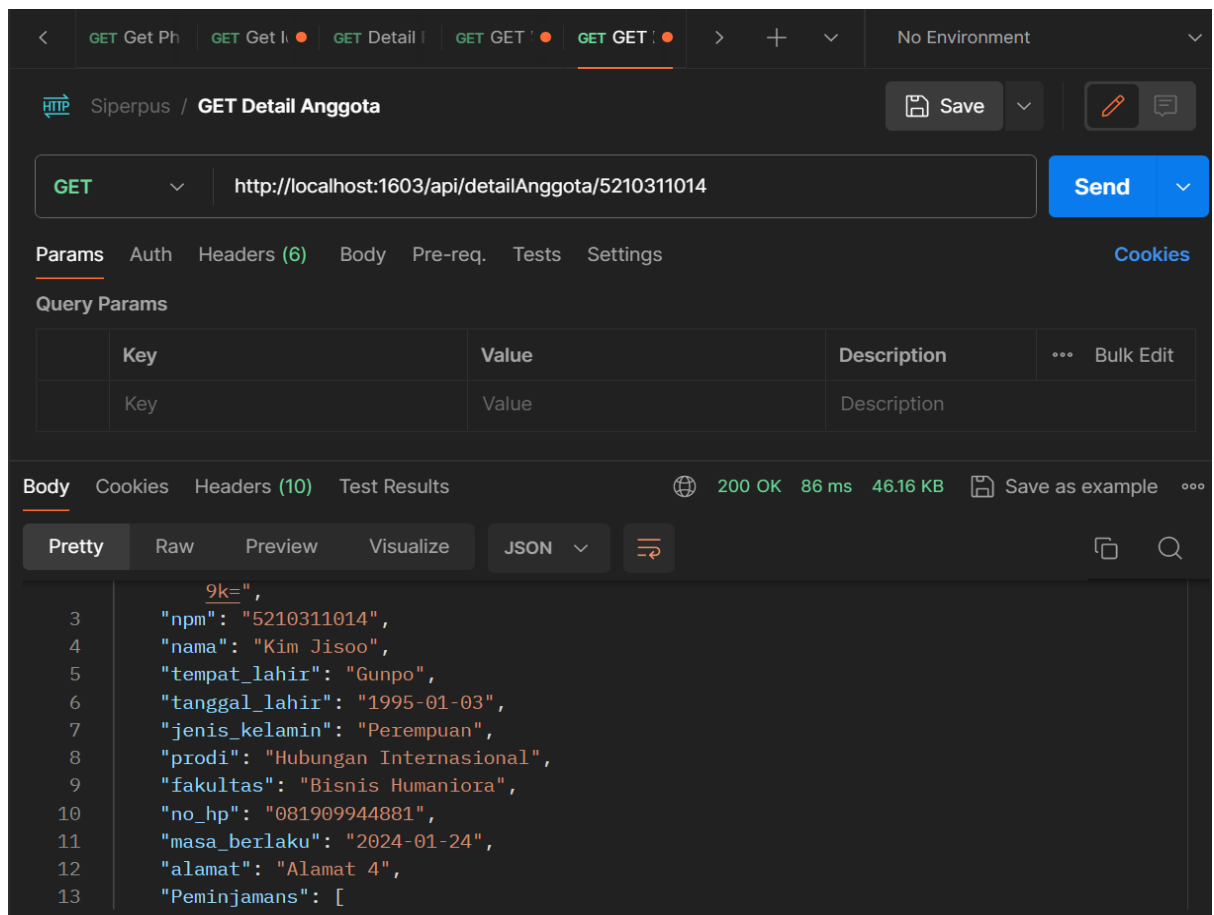 GET Get Ph GET Get I GET Detail GET GET GET GET No Environment
HTTP Siperpus / GET Detail Anggota Save
GET http://localhost:1603/api/detailAnggota/5210311014 Send
Params Auth Headers (6) Body Pre-req. Tests Settings Cookies
Query Params
Key Value Description Bulk Edit
Key Value Description
Body Cookies Headers (10) Test Results 200 OK 86 ms 46.16 KB Save as example
Pretty Raw Preview Visualize JSON
9k=",
3 "npm": "5210311014",
4 "nama": "Kim Jisoo",
5 "tempat_lahir": "Gunpo",
6 "tanggal_lahir": "1995-01-03",
7 "jenis_kelamin": "Perempuan",
8 "prodi": "Hubungan Internasional",
9 "fakultas": "Bisnis Humaniora",
10 "no_hp": "081909944881",
11 "masa_berlaku": "2024-01-24",
12 "alamat": "Alamat 4",
13 "Peminjamans": [